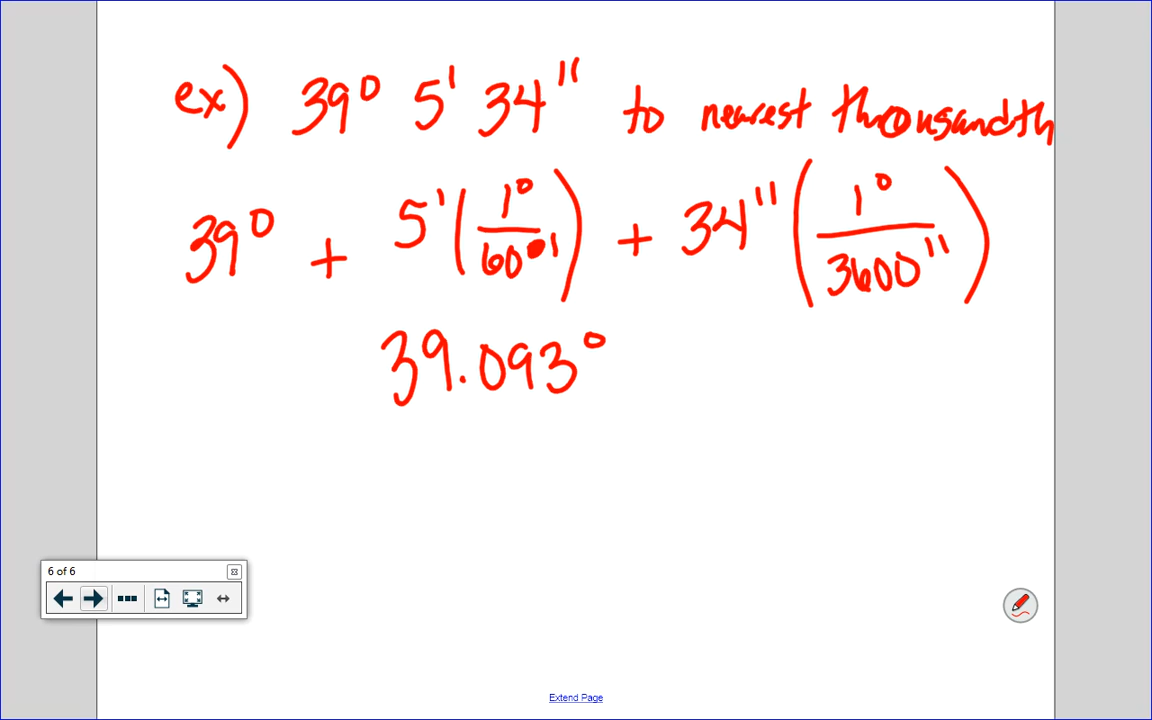 ex) 39° 5' 34" to nearest thousandth
39° + 5' (1°/60') + 34" (1°/3600")
39.093°
6 of 6
Extend Page